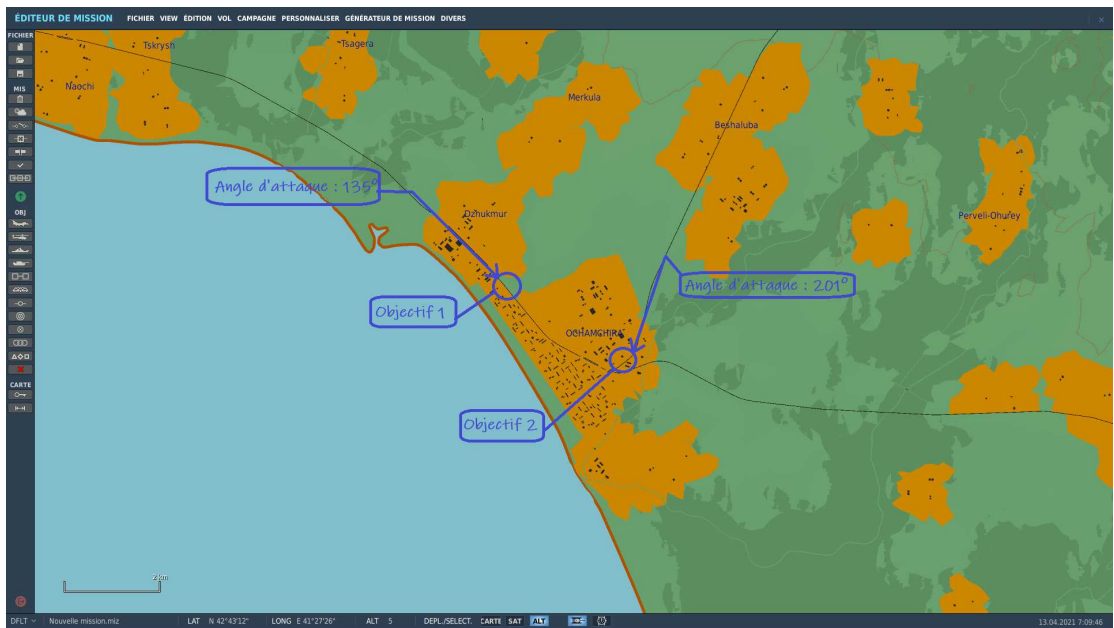 ÉDITEUR DE MISSION FICHIER VIEW ÉDITION VOL CAMPAGNE PERSONNALISER GÉNÉRATEUR DE MISSION DIVERS
FICHIER
MIS
OBJ
CARTE
Tskrysh
Tsagera
Naochi
Merkula
Beshaluba
Angle d'attaque : 135°
Dzhukmur
Perveli-Ohurey
Angle d'attaque : 201°
Objectif 1
OCHAMCHIRA
Objectif 2
2 km
DFLT Nouvelle mission.miz LAT N 42°43'12" LONG E 41°27'26" ALT 5 DEPL./SELECT. CARTE SAT ALT 13.04.2021 7:09:46